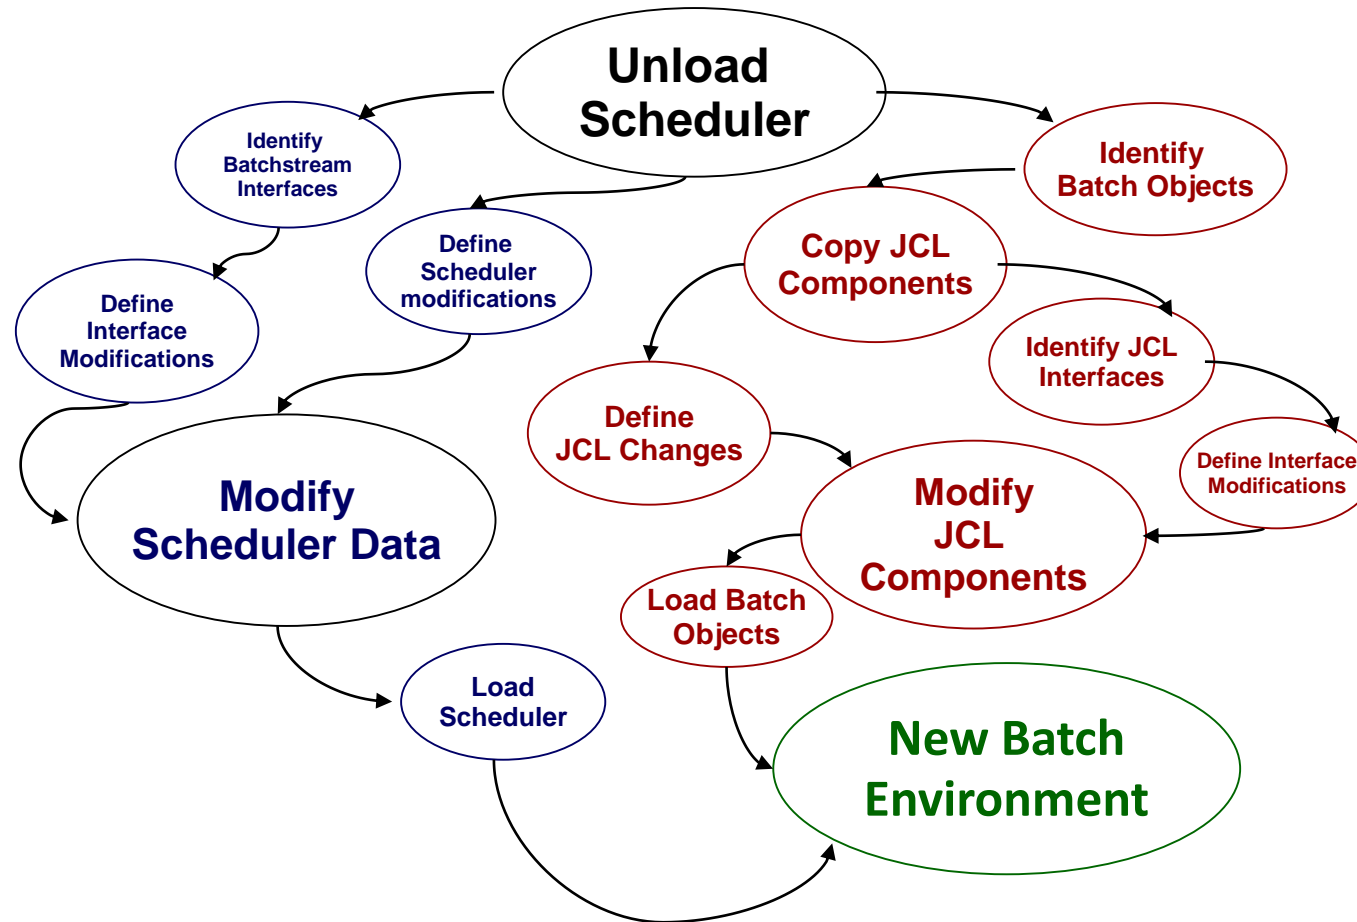 Unload
Scheduler
Identify
Batchstream
Interfaces
Identify
Batch Objects
Define
Scheduler
modifications
Copy JCL
Components
Define
Interface
Modifications
Identify JCL
Interfaces
Define
JCL Changes
Define Interface
Modifications
Modify
Scheduler Data
Modify
JCL
Components
Load Batch
Objects
Load
Scheduler
New Batch
Environment